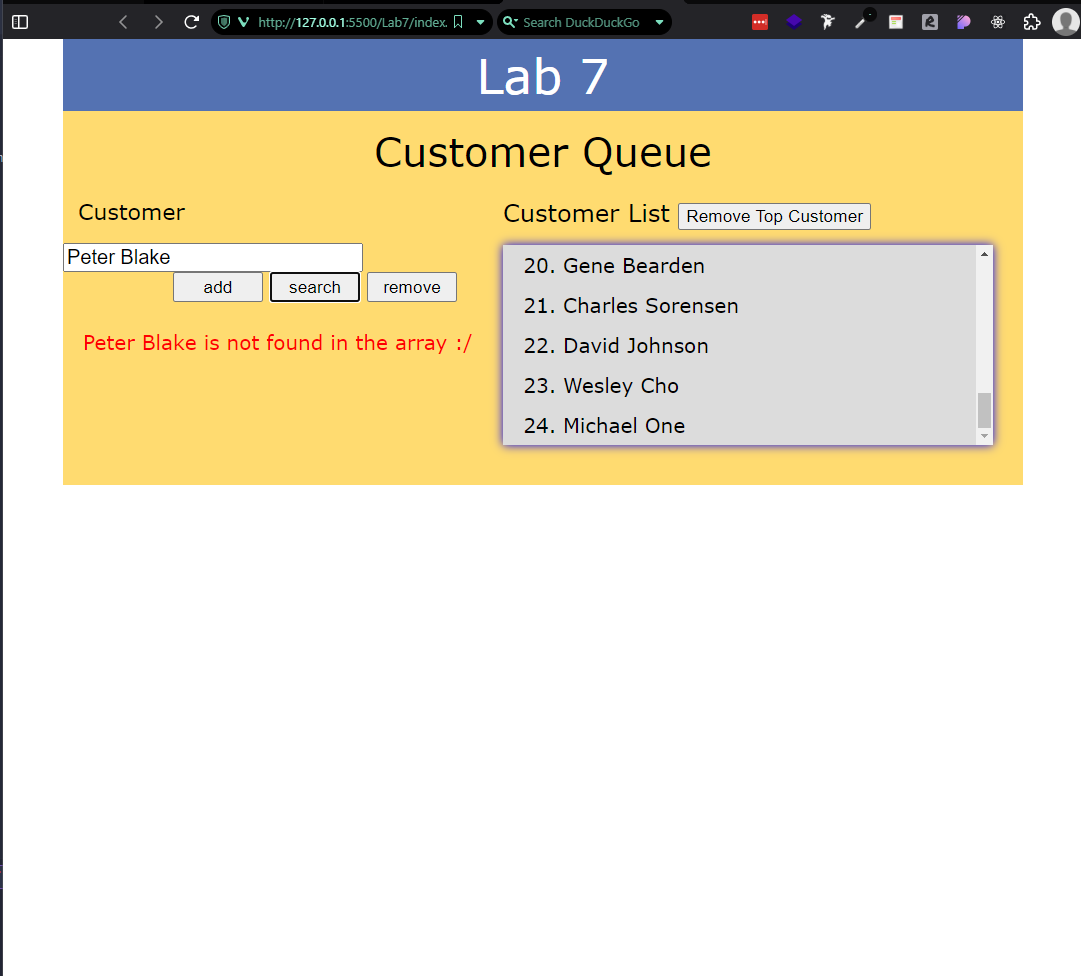 http://127.0.0.1:5500/Lab7/index.
Search DuckDuckGo
Lab 7
Customer Queue
Customer
Peter Blake
add search remove
Peter Blake is not found in the array :/
Customer List Remove Top Customer
20. Gene Bearden
21. Charles Sorensen
22. David Johnson
23. Wesley Cho
24. Michael One